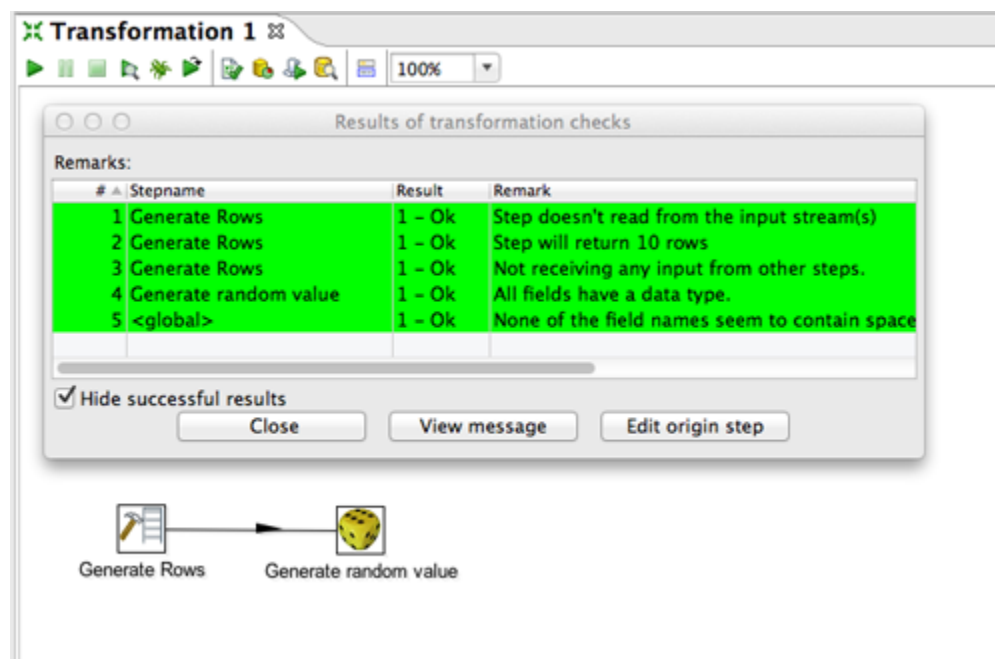 Transformation 1
100%
Results of transformation checks
Remarks:
# Stepname Result Remark
1 Generate Rows 1 - Ok Step doesn't read from the input stream(s)
2 Generate Rows 1 - Ok Step will return 10 rows
3 Generate Rows 1 - Ok Not receiving any input from other steps.
4 Generate random value 1 - Ok All fields have a data type.
5 <global> 1 - Ok None of the field names seem to contain space
Hide successful results
Close View message Edit origin step
Generate Rows Generate random value